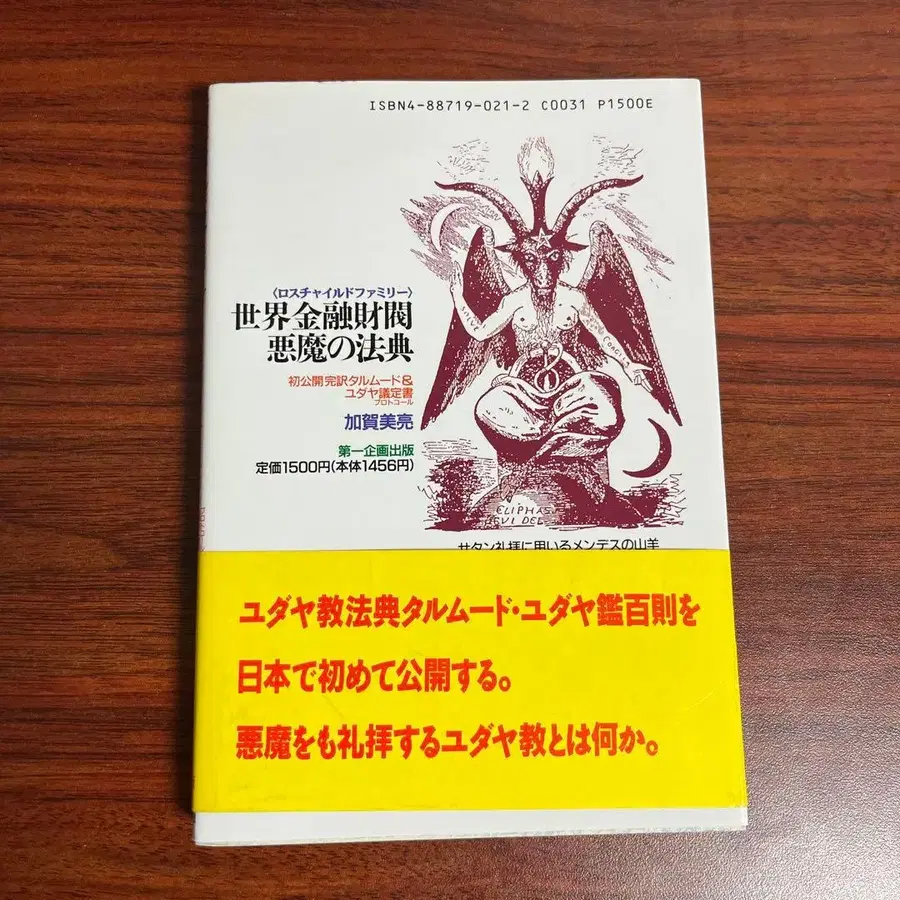 ISBN4-88719-021-2 C0031 P1500E
〈ロスチャイルドファミリー〉
世界金融財閥
悪魔の法典
初公開完訳タルムード&
ユダヤ議定書
プロトコール
加賀美亮
第一企画出版
定価1500円(本体1456円)
SOLVE
COAGULA
ELIPHAS
サタン礼拝に用いるメンデスの山羊
ユダヤ教法典タルムード・ユダヤ鑑百則を
日本で初めて公開する。
悪魔をも礼拝するユダヤ教とは何か。